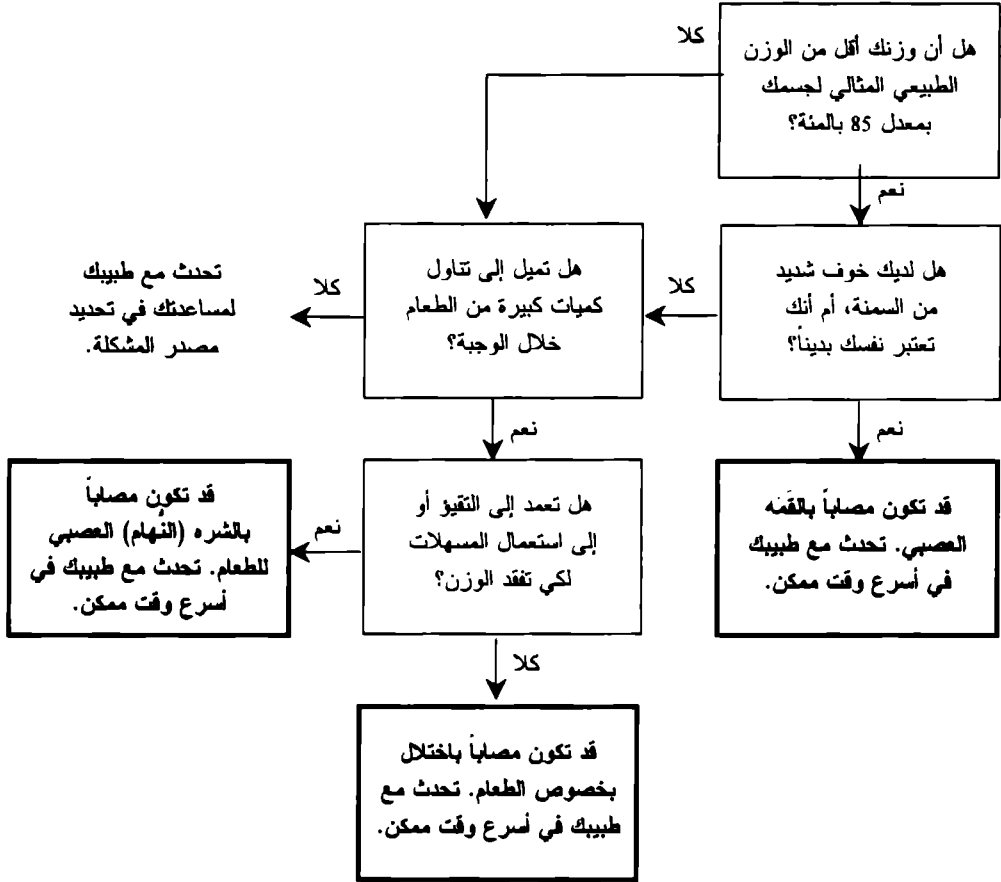 كلا
هل أن وزنك أقل من الوزن
الطبيعي المثالي لجسمك
بمعدل 85 بالمئة؟
نعم
هل لديك خوف شديد
من السمنة، أم أنك
تعتبر نفسك بديناً؟
كلا
هل تميل إلى تتاول
كميات كبيرة من الطعام
خلال الوجبة؟
كلا
تحدث مع طبيبك
لمساعدتك في تحديد
مصدر المشكلة.
نعم
قد تكون مصاباً بالقَمَه
العصبي. تحدث مع طبيبك
في أسرع وقت ممكن.
نعم
هل تعمد إلى التقيؤ أو
إلى استعمال المسهلات
لكي تفقد الوزن؟
نعم
قد تكون مصاباً
بالشره (النُهام) العصبي
للطعام. تحدث مع طبيبك في
أسرع وقت ممكن.
كلا
قد تكون مصاباً باختلال
بخصوص الطعام. تحدث مع
طبيبك في أسرع وقت ممكن.